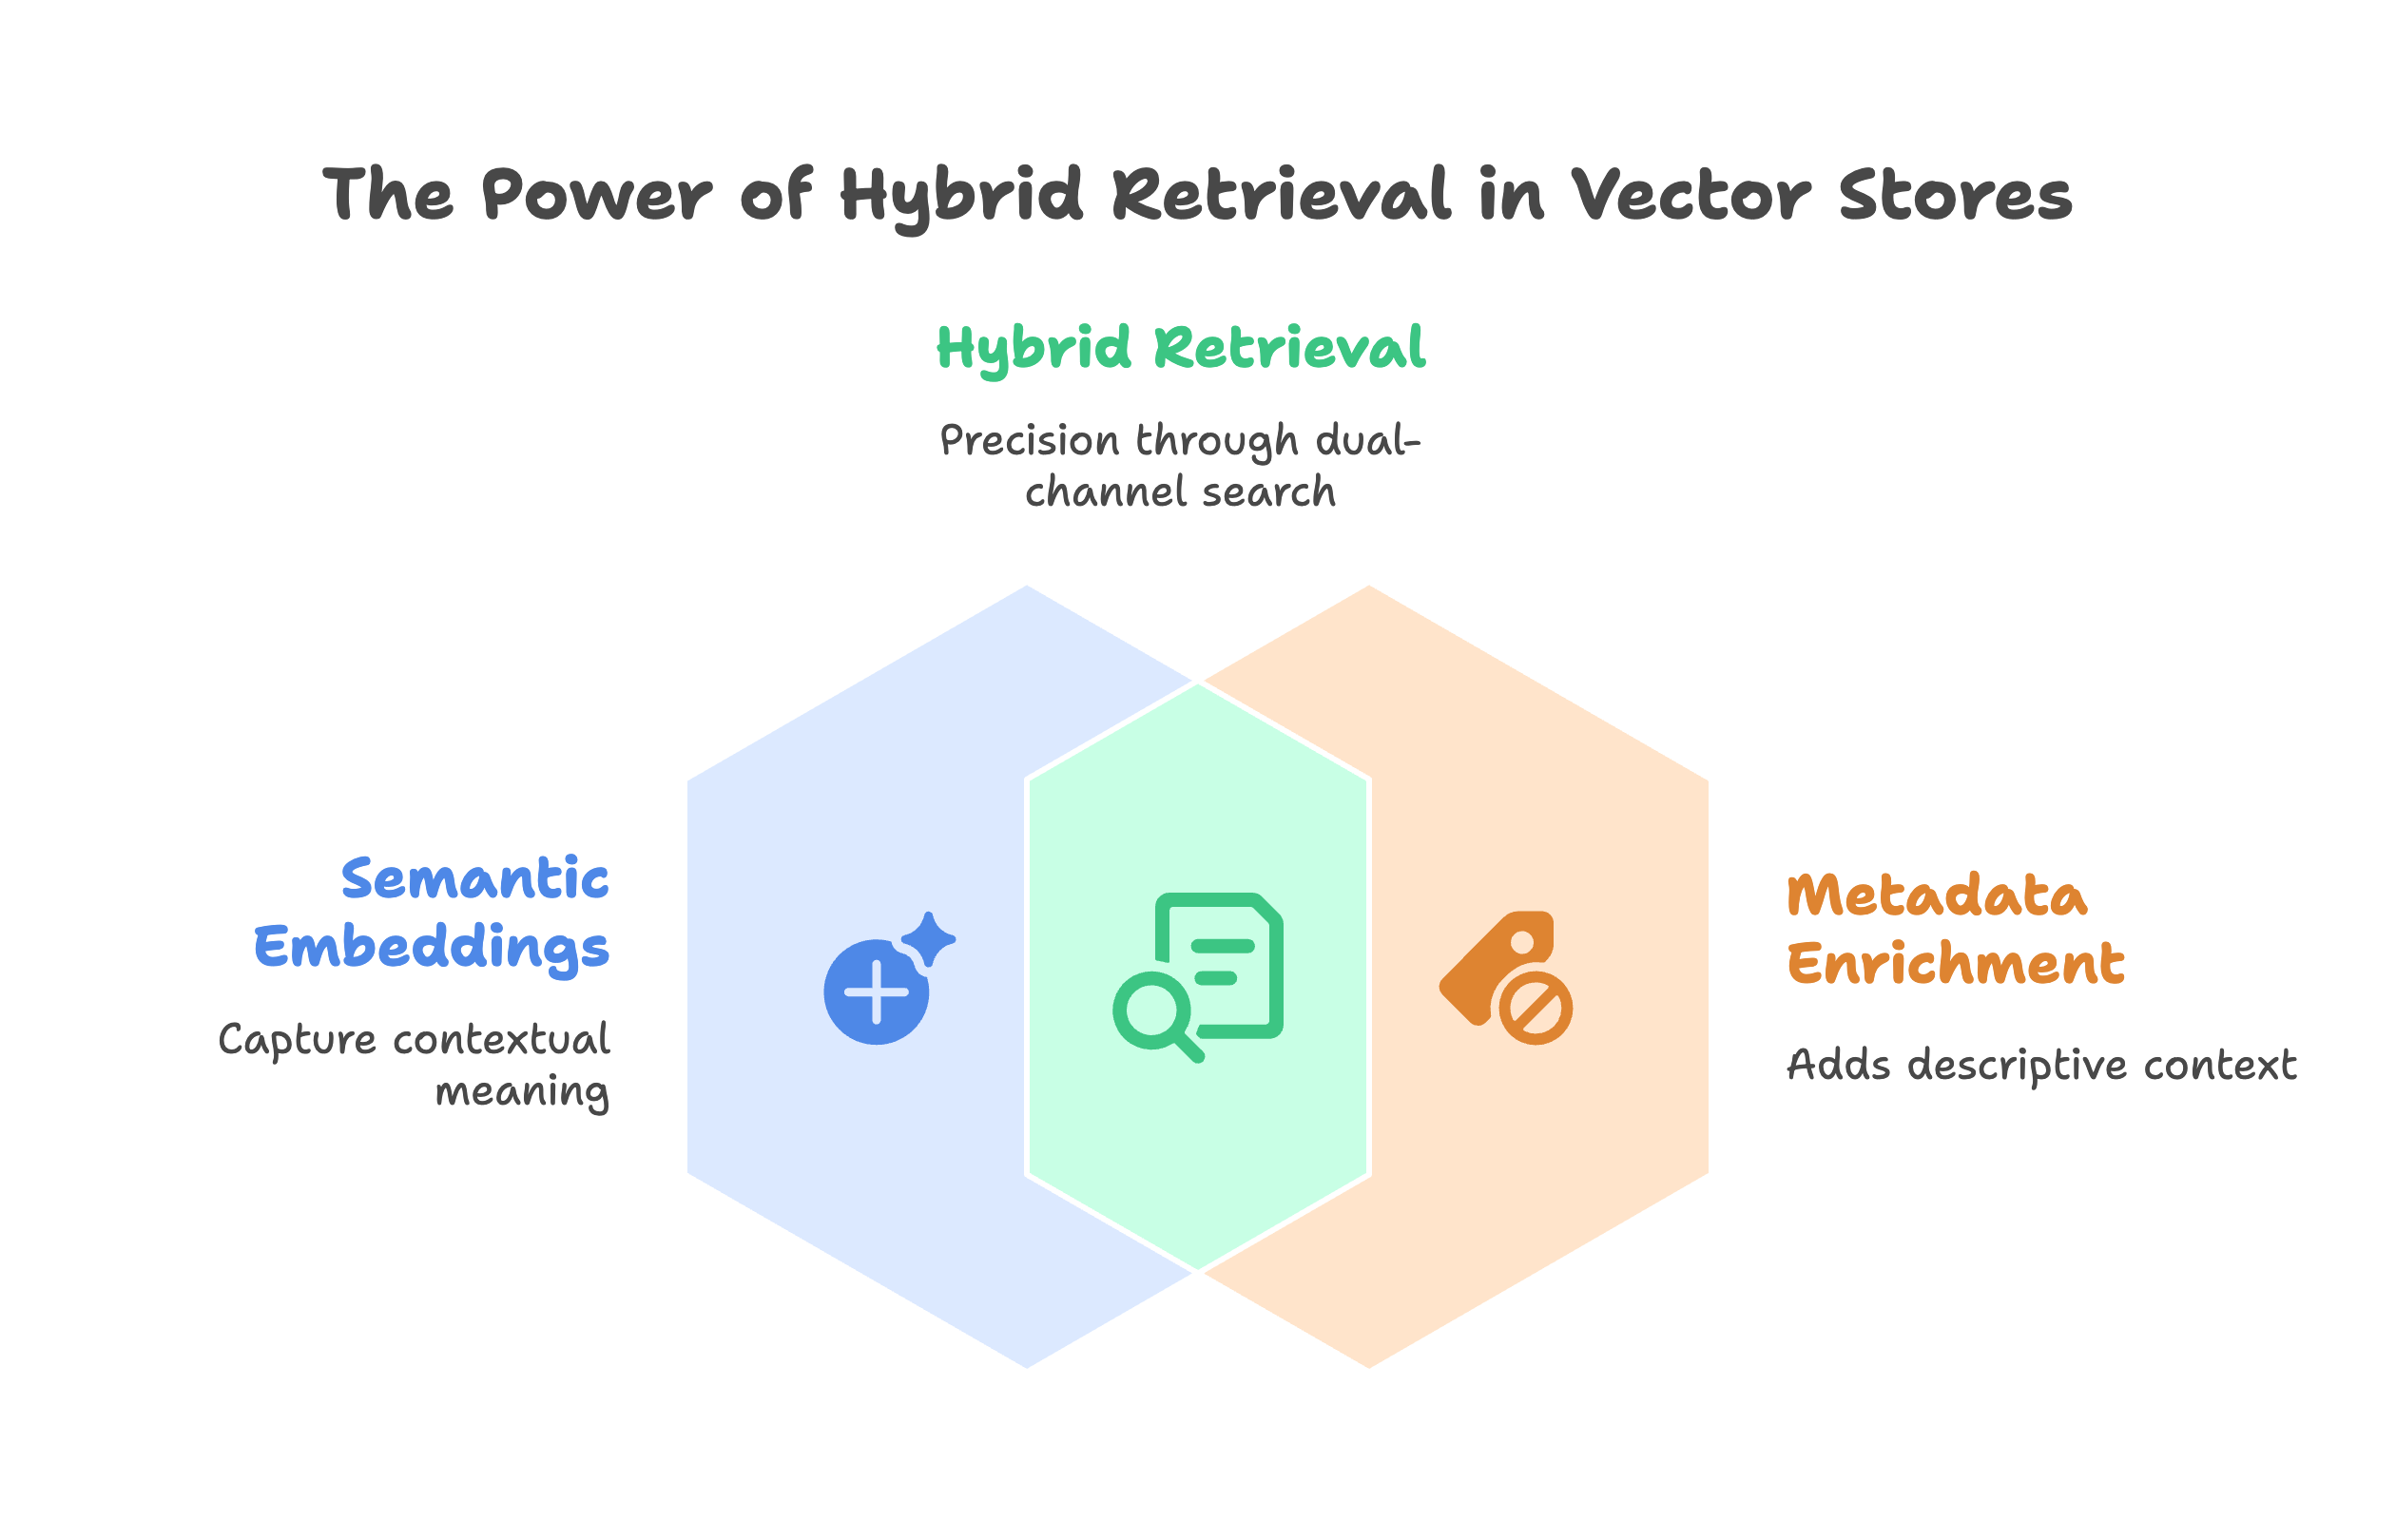 The Power of Hybrid Retrieval in Vector Stores
Hybrid Retrieval
Precision through dual-
channel search
Semantic
Embeddings
Capture contextual
meaning
Metadata
Enrichment
Adds descriptive context